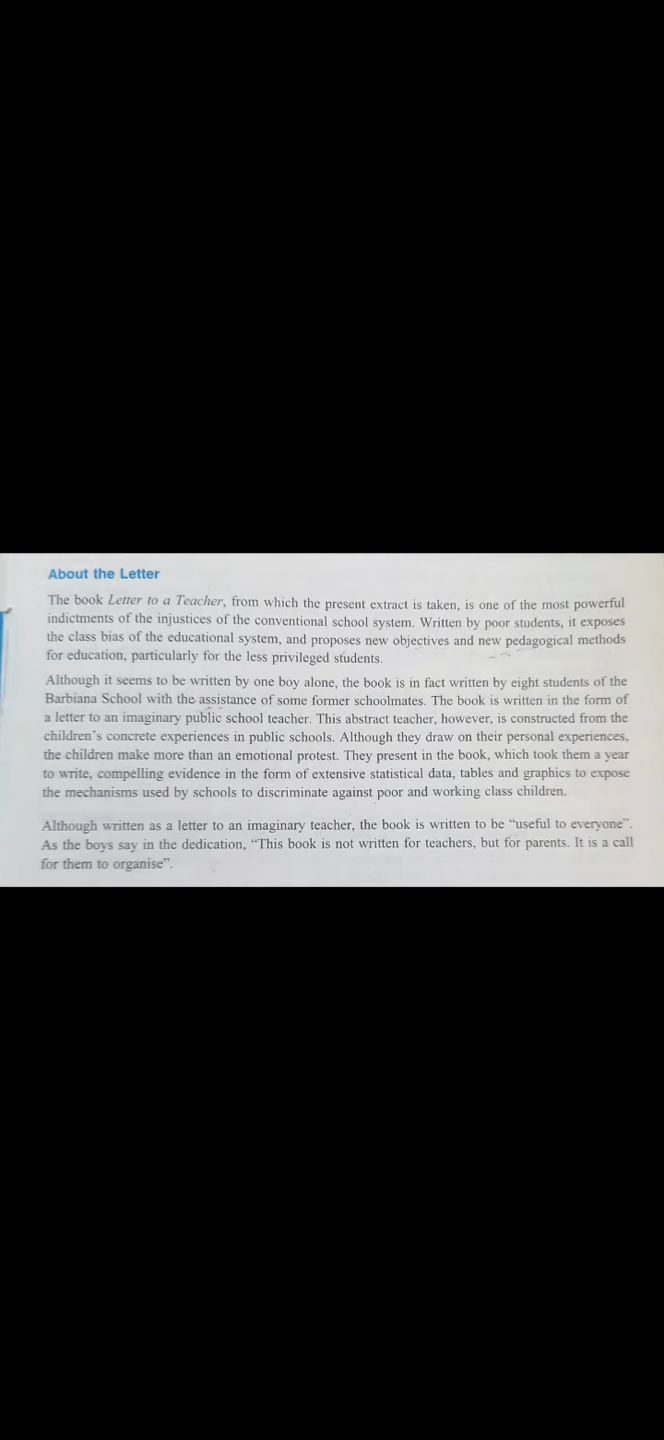 About the Letter
The book Letter to a Teacher, from which the present extract is taken, is one of the most powerful
indictments of the injustices of the conventional school system. Written by poor students, it exposes
the class bias of the educational system, and proposes new objectives and new pedagogical methods
for education, particularly for the less privileged students.
Although it seems to be written by one boy alone, the book is in fact written by eight students of the
Barbiana School with the assistance of some former schoolmates. The book is written in the form of
a letter to an imaginary public school teacher. This abstract teacher, however, is constructed from the
children's concrete experiences in public schools. Although they draw on their personal experiences,
the children make more than an emotional protest. They present in the book, which took them a year
to write, compelling evidence in the form of extensive statistical data, tables and graphics to expose
the mechanisms used by schools to discriminate against poor and working class children.
Although written as a letter to an imaginary teacher, the book is written to be “useful to everyone”.
As the boys say in the dedication, “This book is not written for teachers, but for parents. It is a call
for them to organise”.